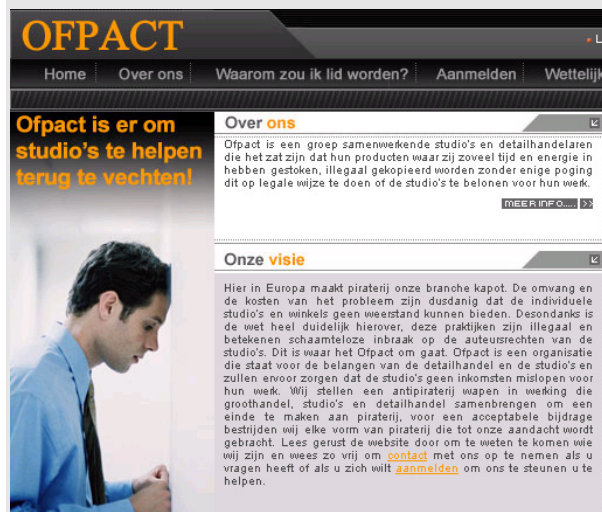 OFPACT
L
Home Over ons Waarom zou ik lid worden? Aanmelden Wettelijk
Ofpact is er om
studio's te helpen
terug te vechten!
Over ons
Ofpact is een groep samenwerkende studio's en detailhandelaren
die het zat zijn dat hun producten waar zij zoveel tijd en energie in
hebben gestoken, illegaal gekopieerd worden zonder enige poging
dit op legale wijze te doen of de studio's te belonen voor hun werk.
MEER INFO..... >>
Onze visie
Hier in Europa maakt piraterij onze branche kapot. De omvang en
de kosten van het probleem zijn dusdanig dat de individuele
studio's en winkels geen weerstand kunnen bieden. Desondanks is
de wet heel duidelijk hierover, deze praktijken zijn illegaal en
betekenen schaamteloze inbraak op de auteursrechten van de
studio's. Dit is waar het Ofpact om gaat. Ofpact is een organisatie
die staat voor de belangen van de detailhandel en de studio's en
zullen ervoor zorgen dat de studio's geen inkomsten mislopen voor
hun werk. Wij stellen een antipiraterij wapen in werking die
groothandel, studio's en detailhandel samenbrengen om een
einde te maken aan piraterij, voor een acceptabele bijdrage
bestrijden wij elke vorm van piraterij die tot onze aandacht wordt
gebracht. Lees gerust de website door om te weten te komen wie
wij zijn en wees zo vrij om contact met ons op te nemen als u
vragen heeft of als u zich wilt aanmelden om ons te steunen u te
helpen.